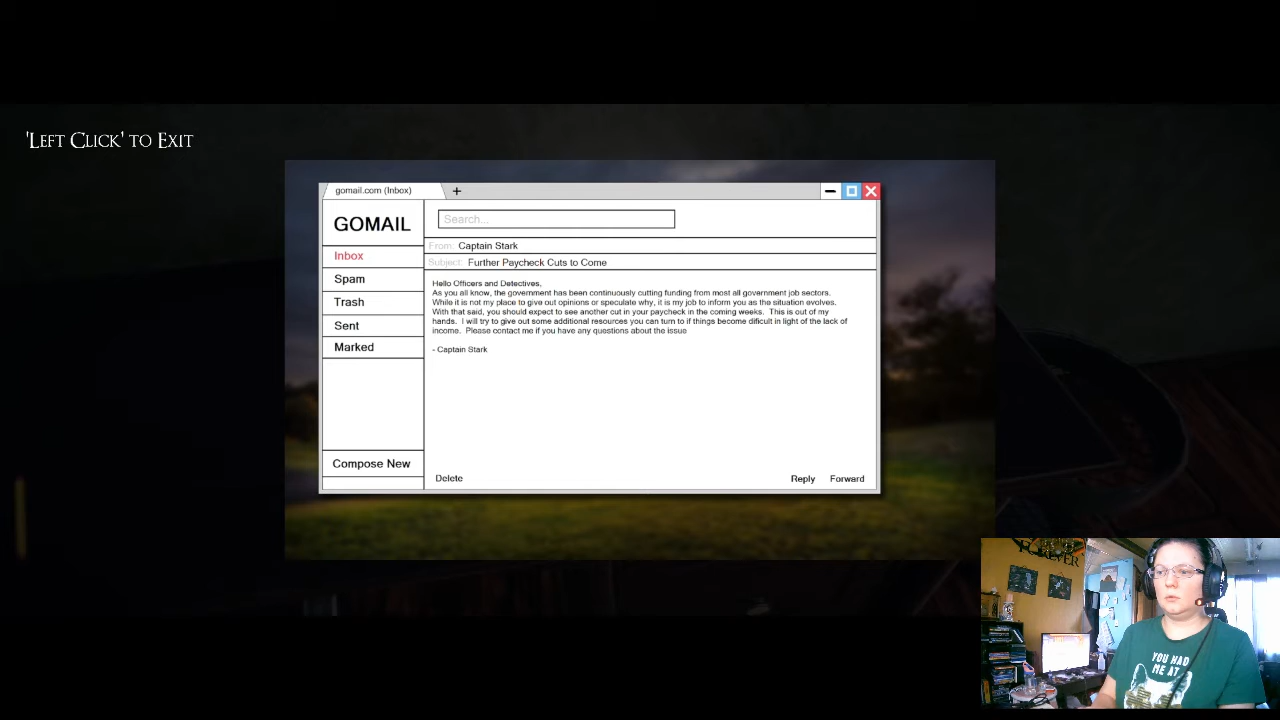 'LEFT CLICK' TO EXIT
gomail.com (Inbox)
+
GOMAIL
Search...
From: Captain Stark
Subject: Further Paycheck Cuts to Come
Inbox
Spam
Trash
Sent
Marked
Compose New
Hello Officers and Detectives,
As you all know, the government has been continuously cutting funding from most all government job sectors.
While it is not my place to give out opinions or speculate why, it is my job to inform you as the situation evolves.
With that said, you should expect to see another cut in your paycheck in the coming weeks. This is out of my
hands. I will try to give out some additional resources you can turn to if things become dificult in light of the lack of
income. Please contact me if you have any questions about the issue
- Captain Stark
Delete
Reply
Forward
FOREVER
YOU HAD
ME AT